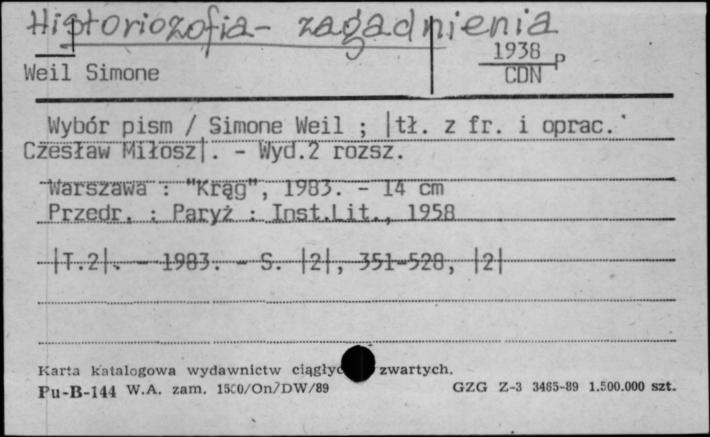 Historiozofia - zagadnienia
1938 P
CDN
Weil Simone
Wybór pism / Simone Weil ; |tł. z fr. i oprac.
Czesław Miłosz|. - Wyd.2 rozsz.
Warszawa : "Krąg", 1983. - 14 cm
Przedr. : Paryż : Inst.Lit., 1958
|T.2|. - 1983. - S. |2|, 351-528, |2|
Karta katalogowa wydawnictw zwartych.
Pu-B-144 W.A. zam. 1500/On/DW/89 GZG Z-3 3465-89 1.500.000 szt.